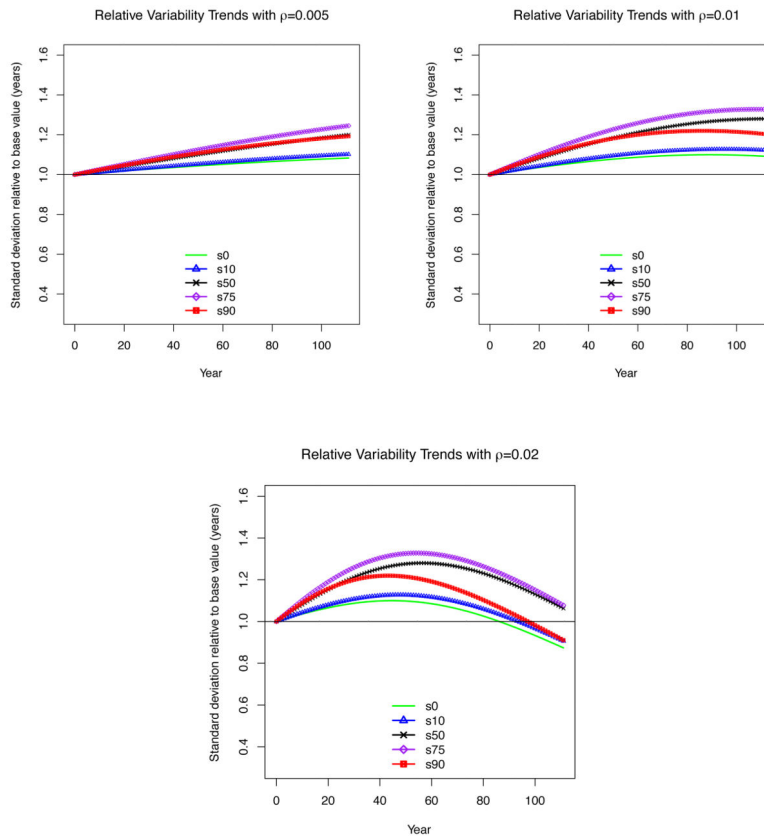 Relative Variability Trends with ρ=0.005
Standard deviation relative to base value (years)
1.6
1.4
1.2
1.0
0.8
0.6
0.4
s0
s10
s50
s75
s90
0 20 40 60 80 100
Year
Relative Variability Trends with ρ=0.01
Standard deviation relative to base value (years)
1.6
1.4
1.2
1.0
0.8
0.6
0.4
s0
s10
s50
s75
s90
0 20 40 60 80 100
Year
Relative Variability Trends with ρ=0.02
Standard deviation relative to base value (years)
1.6
1.4
1.2
1.0
0.8
0.6
0.4
s0
s10
s50
s75
s90
0 20 40 60 80 100
Year